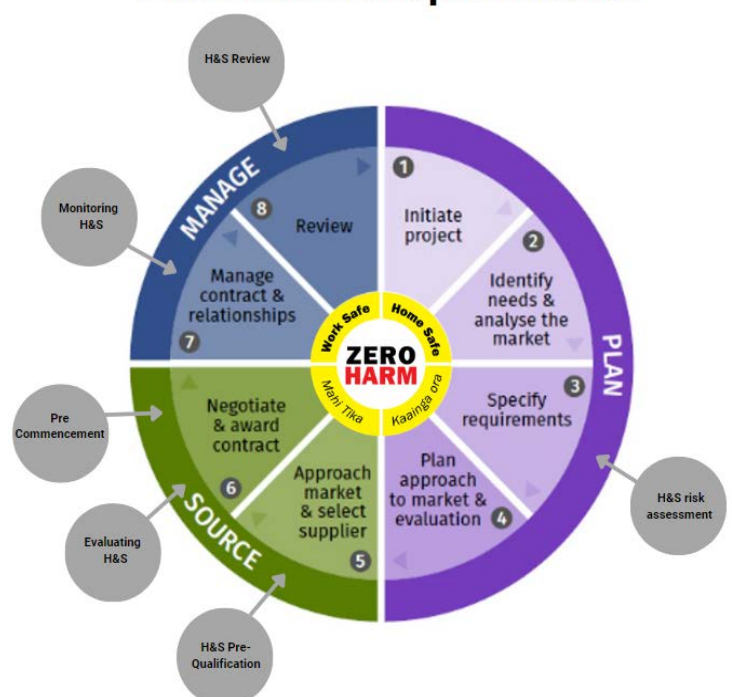 H&S Review
Monitoring
H&S
Pre
Commencement
Evaluating
H&S
H&S Pre-
Qualification
H&S risk
assessment
MANAGE
PLAN
SOURCE
1
Initiate
project
2
Identify
needs &
analyse the
market
3
Specify
requirements
Plan
approach
to market &
evaluation 4
Approach
market
& select
supplier
5
Negotiate
& award
contract
6
Manage
contract &
relationships
7
8
Review
Work Safe
Home Safe
ZERO
HARM
Mahi Tika
Kaainga ora